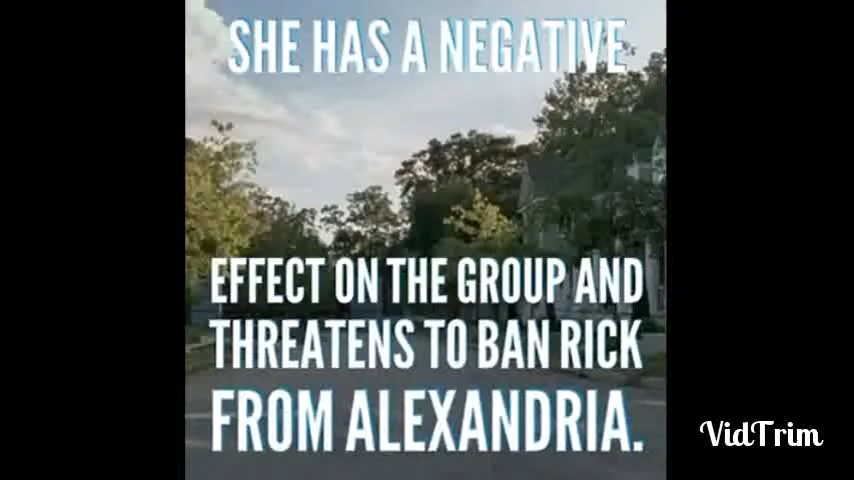 SHE HAS A NEGATIVE
EFFECT ON THE GROUP AND
THREATENS TO BAN RICK
FROM ALEXANDRIA.
VidTrim